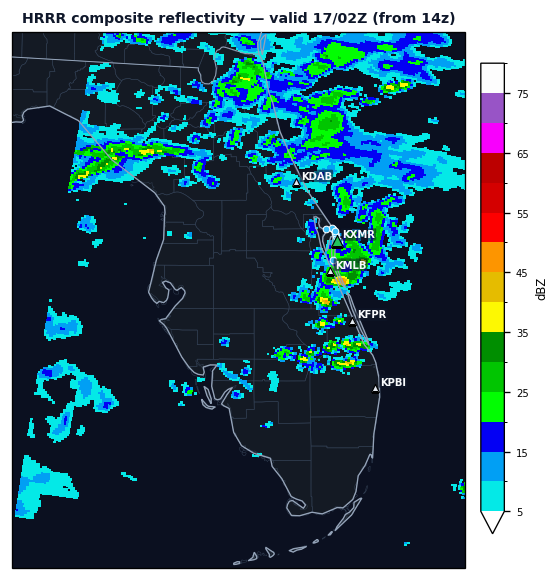 HRRR composite reflectivity — valid 17/02Z (from 14z)
KDAB
KXMR
KMLB
KFPR
KPBI
75
65
55
45
35
25
15
5
dBZ